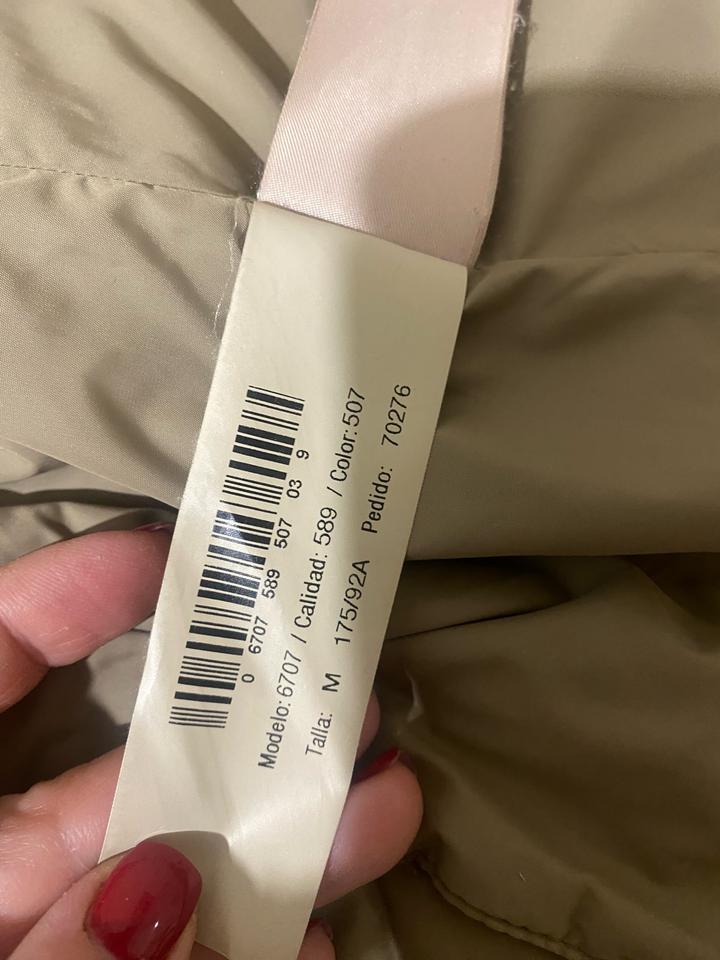 0 6707 589 507 03 9
Modelo:6707 / Calidad: 589 / Color:507
Talla: M 175/92A Pedido: 70276